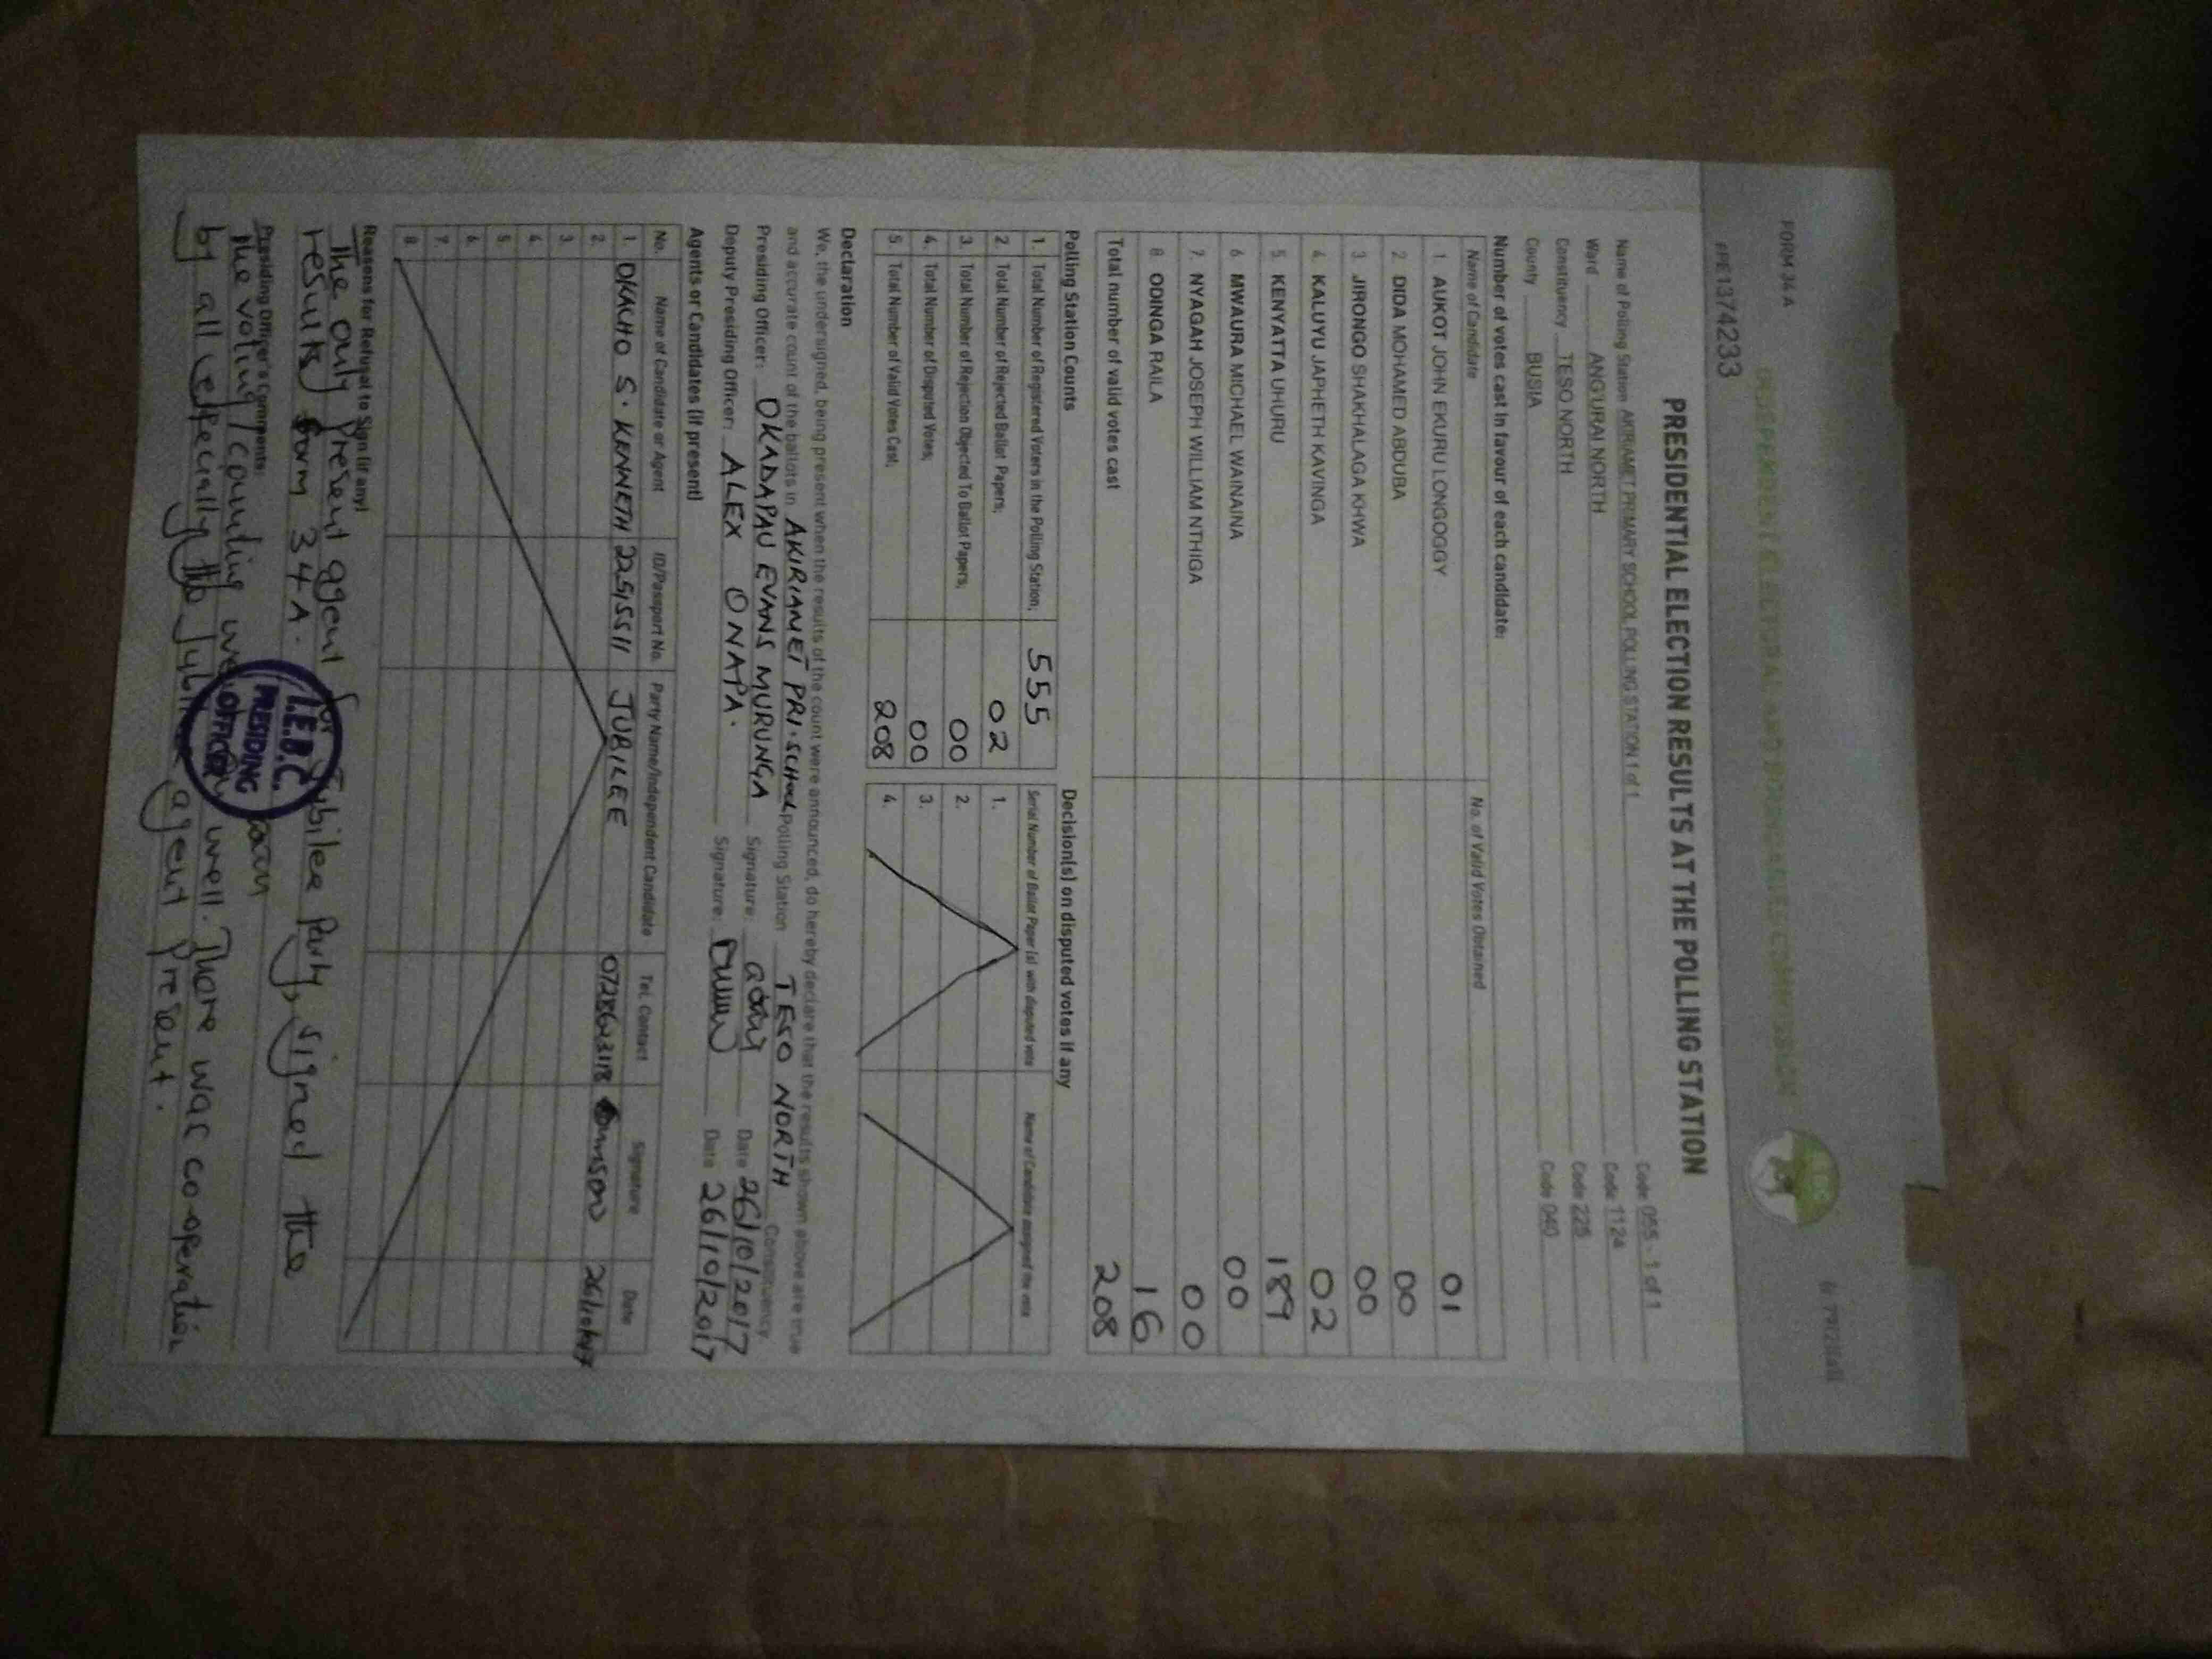 FORM 34 A
INDEPENDENT ELECTORAL AND BOUNDARIES COMMISSION
PRESIDENTIAL ELECTION RESULTS AT THE POLLING STATION
Name of Polling Station AKIRIAMET PRIMARY SCHOOL POLLING STATION 1 of 1 Code 055 - 1 of 1
Ward ANG'URAI NORTH Code 1124
Constituency TESO NORTH Code 226
County BUSIA Code 040
Number of votes cast in favour of each candidate:
Name of Candidate No. of Valid Votes Obtained
1. AUKOT JOHN EKURU LONGOGGY 01
2 DIDA MOHAMED ABDUBA 00
3 JIRONGO SHAKHALAGA KHWA 00
4 KALUYU JAPHETH KAVINGA 02
5 KENYATTA UHURU 189
6 MWAURA MICHAEL WAINAINA 00
7. NYAGAH JOSEPH WILLIAM NTHIGA 00
8 ODINGA RAILA 16
Total number of valid votes cast 208
Polling Station Counts
1. Total Number of Registered Voters in the Polling Station; 555
2. Total Number of Rejected Ballot Papers; 02
3. Total Number of Rejection Objected To Ballot Papers; 00
4. Total Number of Disputed Votes; 00
5. Total Number of Valid Votes Cast; 208
Decision(s) on disputed votes if any
Serial Number of Ballot Paper (s) with disputed vote Name of Candidate assigned the vote
1.
2.
3.
4.
Declaration
We, the undersigned, being present when the results of the count were announced, do hereby declare that the results shown above are true
and accurate count of the ballots in AKIRIAMET PRI. SCHOOL Polling Station TESO NORTH Constituency
Presiding Officer: OKADAPAU EVANS MURUNGA Signature: Date 26/10/2017
Deputy Presiding Officer: ALEX ONAPA. Signature: Date 26/10/2017
Agents or Candidates (if present)
No. Name of Candidate or Agent ID/Passport No. Party Name/Independent Candidate Tel. Contact Signature Date
1. OKACHO S. KENNETH 22515511 JUBILEE 0728623118 26/10/2017
2.
3.
4.
5.
6.
7.
8.
Reasons for Refusal to Sign (if any)
The only present agent for Jubilee Party, signed the
results form 34A.
Presiding Officer's Comments:
The voting/counting well. There was co-operation
by all especially the Jubilee agent present.
I.E.B.C.
PRESIDING
OFFICER